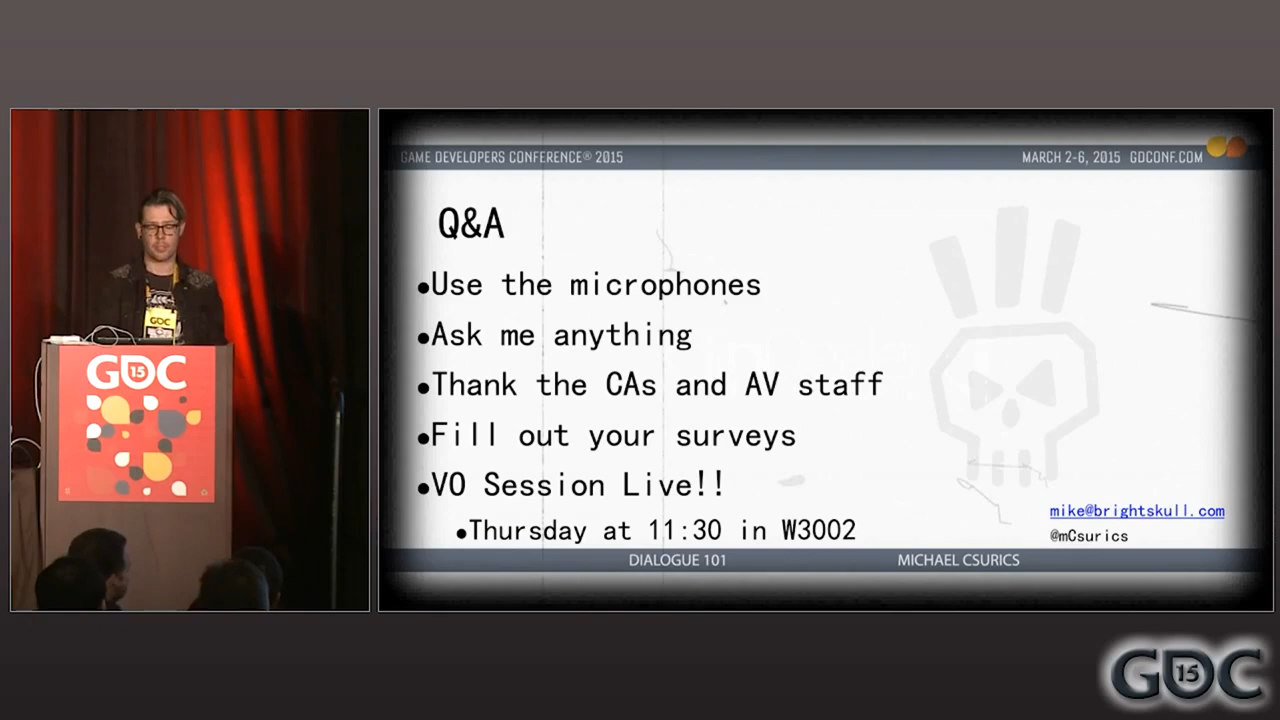 GAME DEVELOPERS CONFERENCE® 2015
MARCH 2-6, 2015 GDCONF.COM
Q&A
•Use the microphones
•Ask me anything
•Thank the CAs and AV staff
•Fill out your surveys
•VO Session Live!!
•Thursday at 11:30 in W3002
mike@brightskull.com
@mCsurics
DIALOGUE 101
MICHAEL CSURICS
GDC
GDC 15
GDC 15